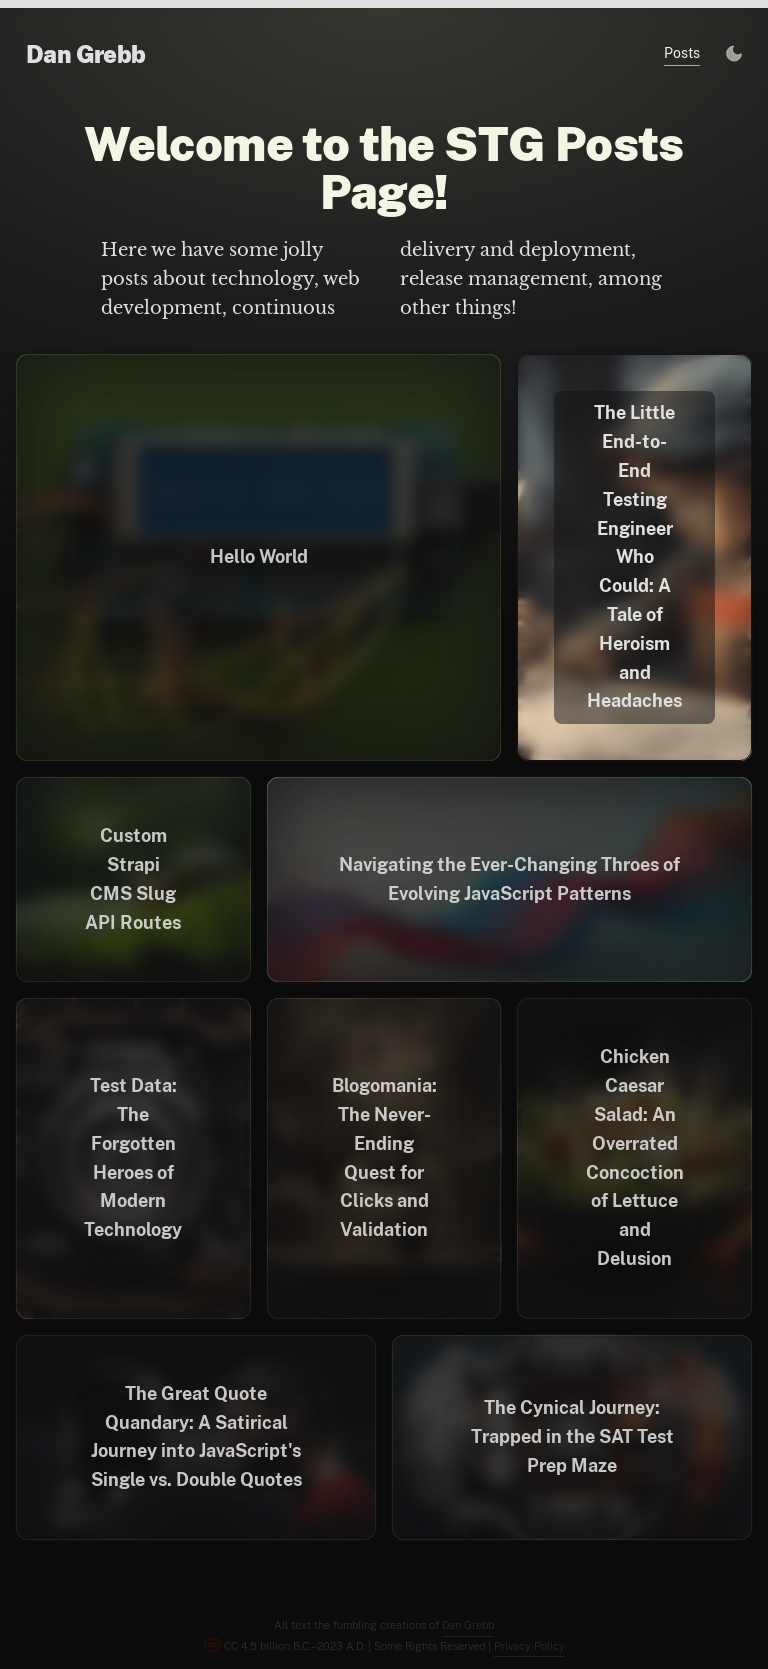 Dan Grebb
Posts
Welcome to the STG Posts
Page!
Here we have some jolly
posts about technology, web
development, continuous
delivery and deployment,
release management, among
other things!
Hello World
The Little
End-to-
End
Testing
Engineer
Who
Could: A
Tale of
Heroism
and
Headaches
Custom
Strapi
CMS Slug
API Routes
Navigating the Ever-Changing Throes of
Evolving JavaScript Patterns
Test Data:
The
Forgotten
Heroes of
Modern
Technology
Blogomania:
The Never-
Ending
Quest for
Clicks and
Validation
Chicken
Caesar
Salad: An
Overrated
Concoction
of Lettuce
and
Delusion
The Great Quote
Quandary: A Satirical
Journey into JavaScript's
Single vs. Double Quotes
The Cynical Journey:
Trapped in the SAT Test
Prep Maze
All text the fumbling creations of Dan Grebb
CC 4.5 billion B.C.–2023 A.D. | Some Rights Reserved | Privacy Policy